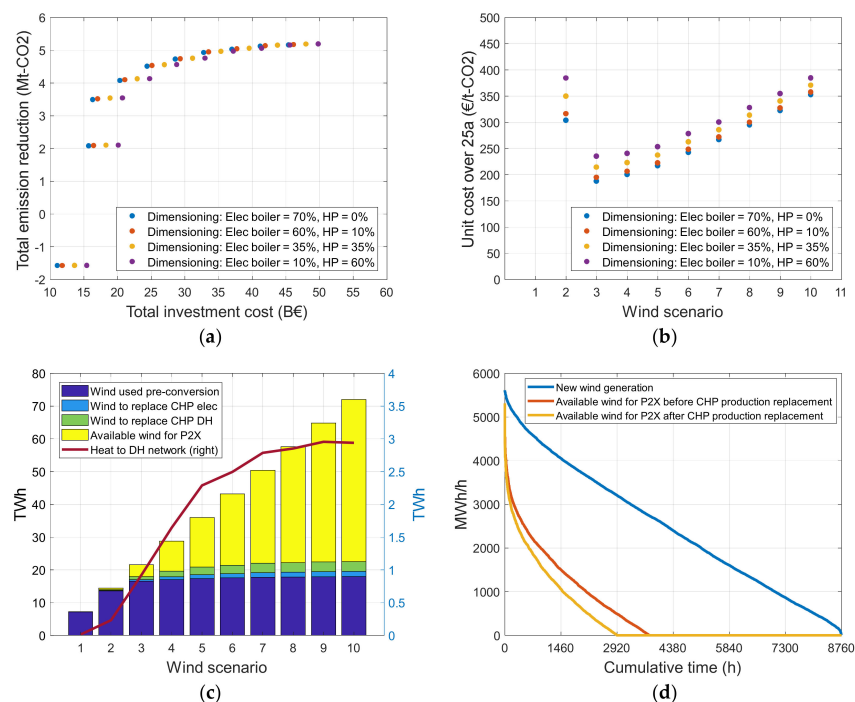 6
5
4
3
2
1
0
-1
-2
10 15 20 25 30 35 40 45 50 55 60
Total emission reduction (Mt-CO2)
Total investment cost (B€)
Dimensioning: Elec boiler = 70%, HP = 0%
Dimensioning: Elec boiler = 60%, HP = 10%
Dimensioning: Elec boiler = 35%, HP = 35%
Dimensioning: Elec boiler = 10%, HP = 60%
(a)
500
450
400
350
300
250
200
150
100
50
0
1 2 3 4 5 6 7 8 9 10 11
Unit cost over 25a (€/t-CO2)
Wind scenario
Dimensioning: Elec boiler = 70%, HP = 0%
Dimensioning: Elec boiler = 60%, HP = 10%
Dimensioning: Elec boiler = 35%, HP = 35%
Dimensioning: Elec boiler = 10%, HP = 60%
(b)
80
70
60
50
40
30
20
10
0
TWh
Wind used pre-conversion
Wind to replace CHP elec
Wind to replace CHP DH
Available wind for P2X
Heat to DH network (right)
4
3.5
3
2.5
2
1.5
1
0.5
0
TWh
1 2 3 4 5 6 7 8 9 10
Wind scenario
(c)
6000
5000
4000
3000
2000
1000
0
MWh/h
New wind generation
Available wind for P2X before CHP production replacement
Available wind for P2X after CHP production replacement
0 1460 2920 4380 5840 7300 8760
Cumulative time (h)
(d)